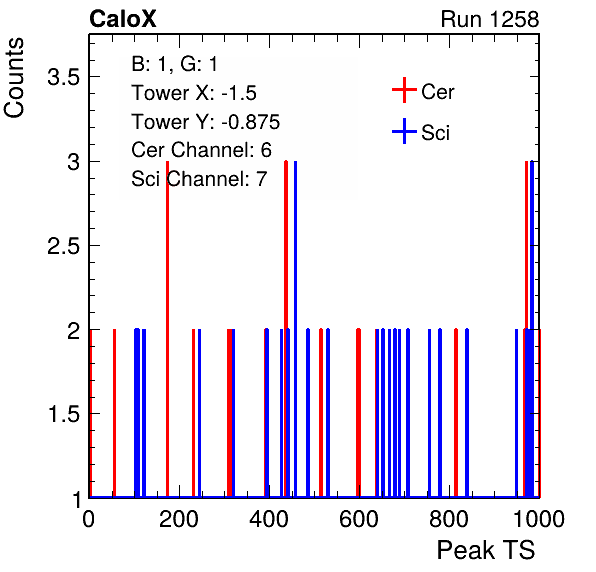 CaloX Run 1258
Counts
B: 1, G: 1
Tower X: -1.5
Tower Y: -0.875
Cer Channel: 6
Sci Channel: 7
Cer
Sci
3.5
3
2.5
2
1.5
1
0 200 400 600 800 1000
Peak TS